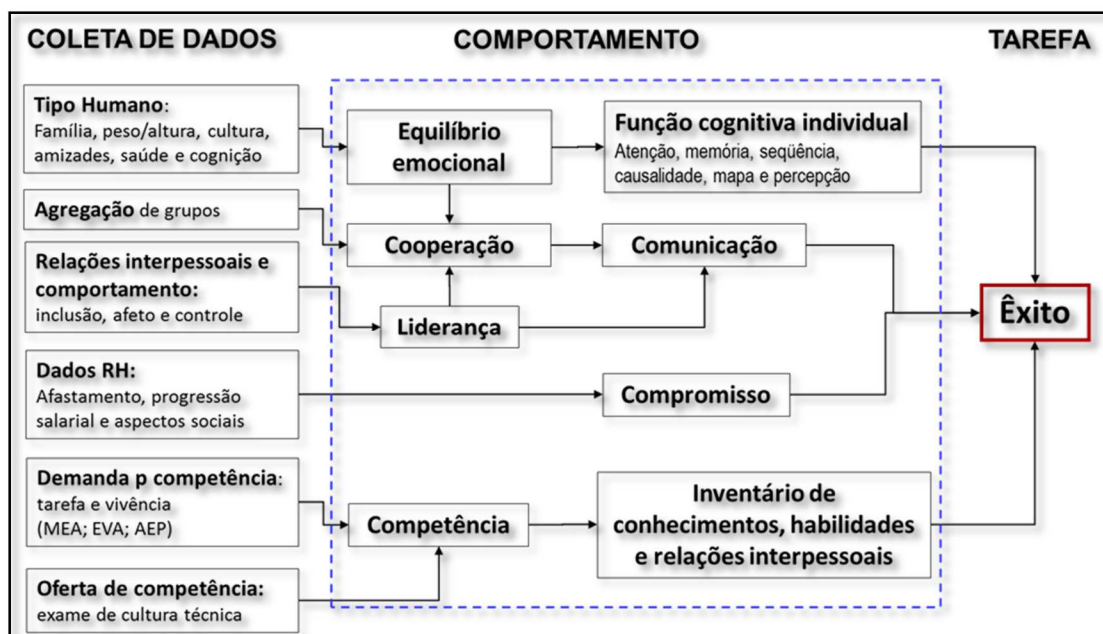 COLETA DE DADOS
COMPORTAMENTO
TAREFA
Tipo Humano:
Família, peso/altura, cultura,
amizades, saúde e cognição
Equilíbrio
emocional
Função cognitiva individual
Atenção, memória, seqüência,
causalidade, mapa e percepção
Agregação de grupos
Cooperação
Comunicação
Relações interpessoais e
comportamento:
inclusão, afeto e controle
Liderança
Êxito
Dados RH:
Afastamento, progressão
salarial e aspectos sociais
Compromisso
Demanda p competência:
tarefa e vivência
(MEA; EVA; AEP)
Competência
Inventário de
conhecimentos, habilidades
e relações interpessoais
Oferta de competência:
exame de cultura técnica